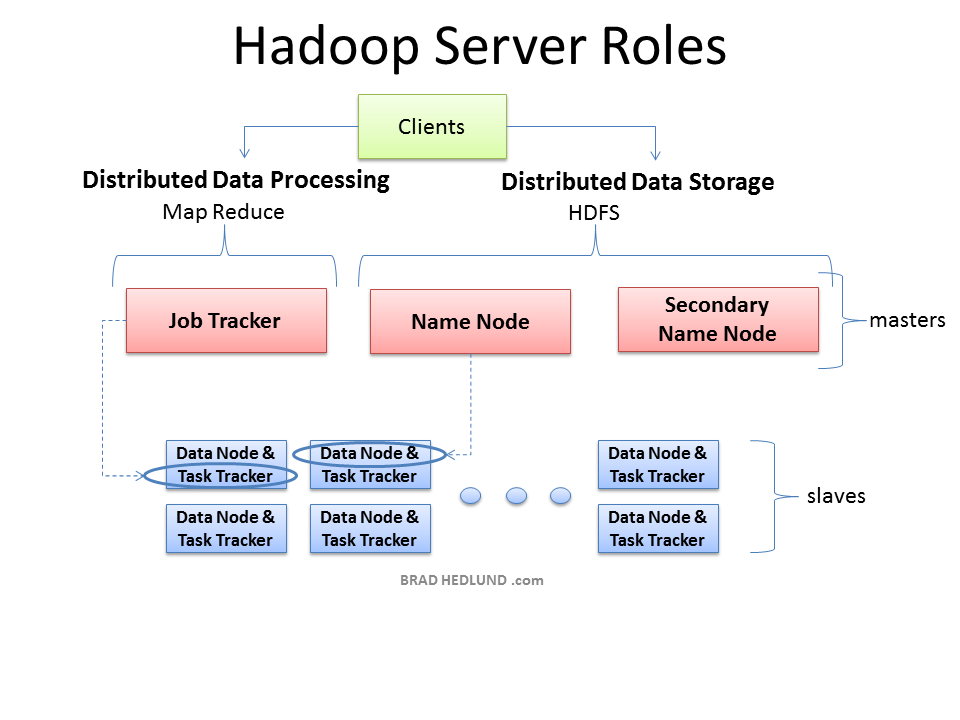 Hadoop Server Roles
Clients
Distributed Data Processing
Map Reduce
Distributed Data Storage
HDFS
Job Tracker
Name Node
Secondary
Name Node
masters
Data Node &
Task Tracker
Data Node &
Task Tracker
Data Node &
Task Tracker
slaves
Data Node &
Task Tracker
Data Node &
Task Tracker
Data Node &
Task Tracker
BRAD HEDLUND .com